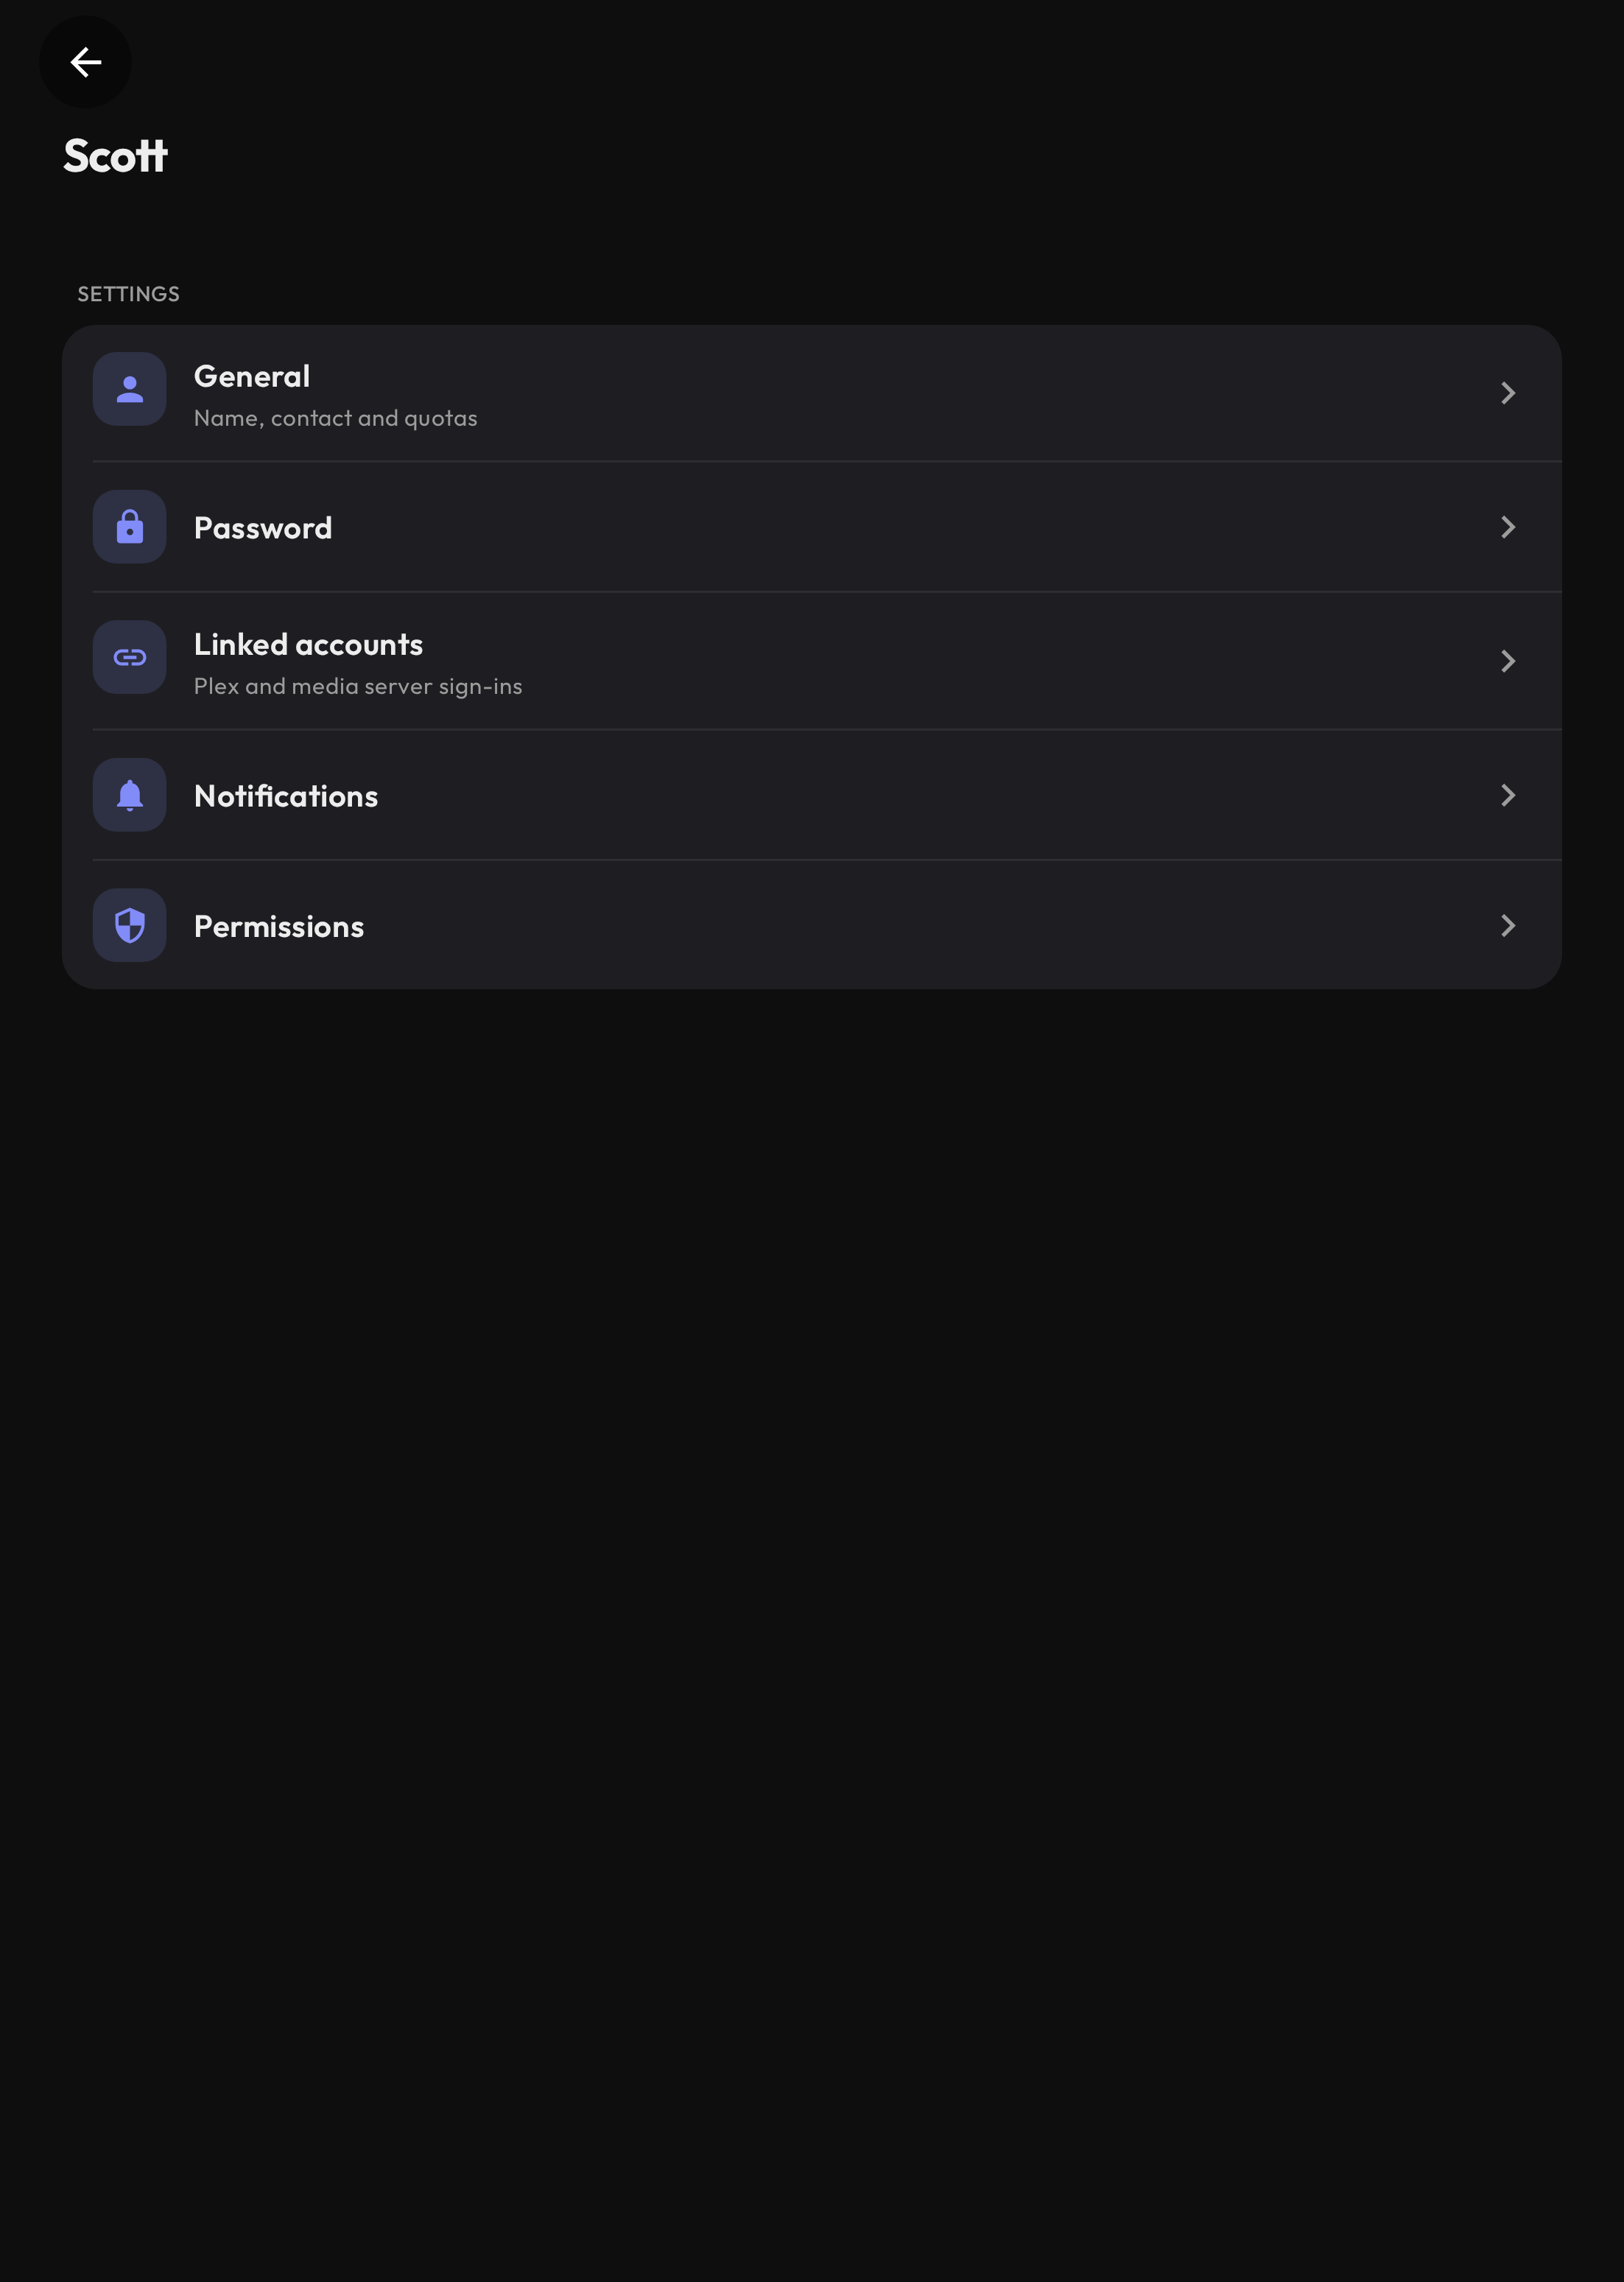 Scott
SETTINGS
General
Name, contact and quotas
Password
Linked accounts
Plex and media server sign-ins
Notifications
Permissions